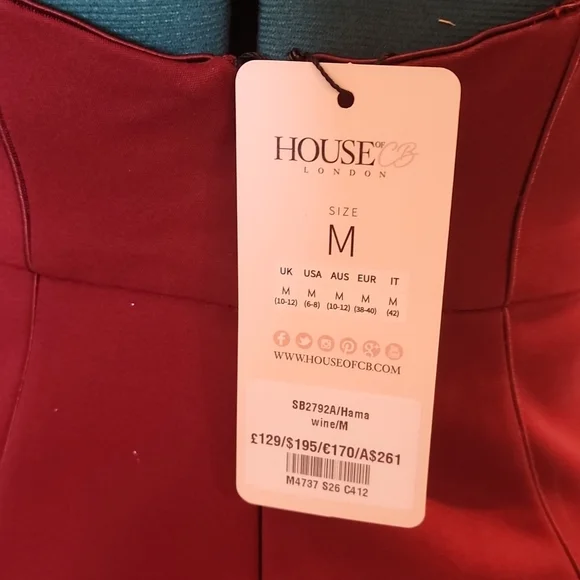 HOUSE OF CB
LONDON
SIZE
M
UK USA AUS EUR IT
M M M M M
(10-12) (6-8) (10-12) (38-40) (42)
WWW.HOUSEOFCB.COM
SB2792A/Hama
wine/M
£129/$195/€170/A$261
M4737 S26 C412